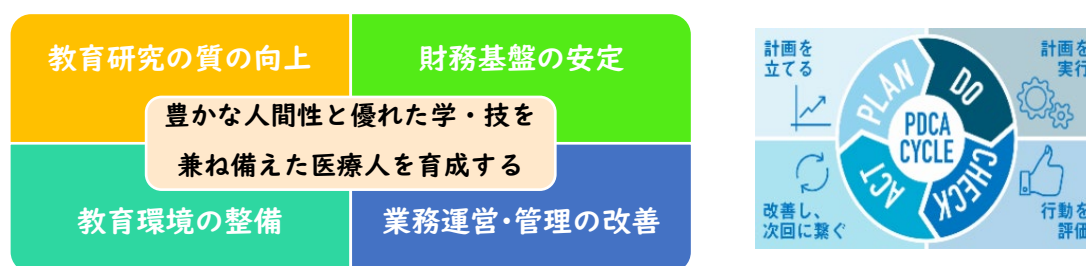 教育研究の質の向上
財務基盤の安定
豊かな人間性と優れた学・技を
兼ね備えた医療人を育成する
教育環境の整備
業務運営・管理の改善
計画を
立てる
計画を
実行
PLAN
DO
PDCA
CYCLE
ACT
CHECK
改善し、
次回に繋ぐ
行動を
評価